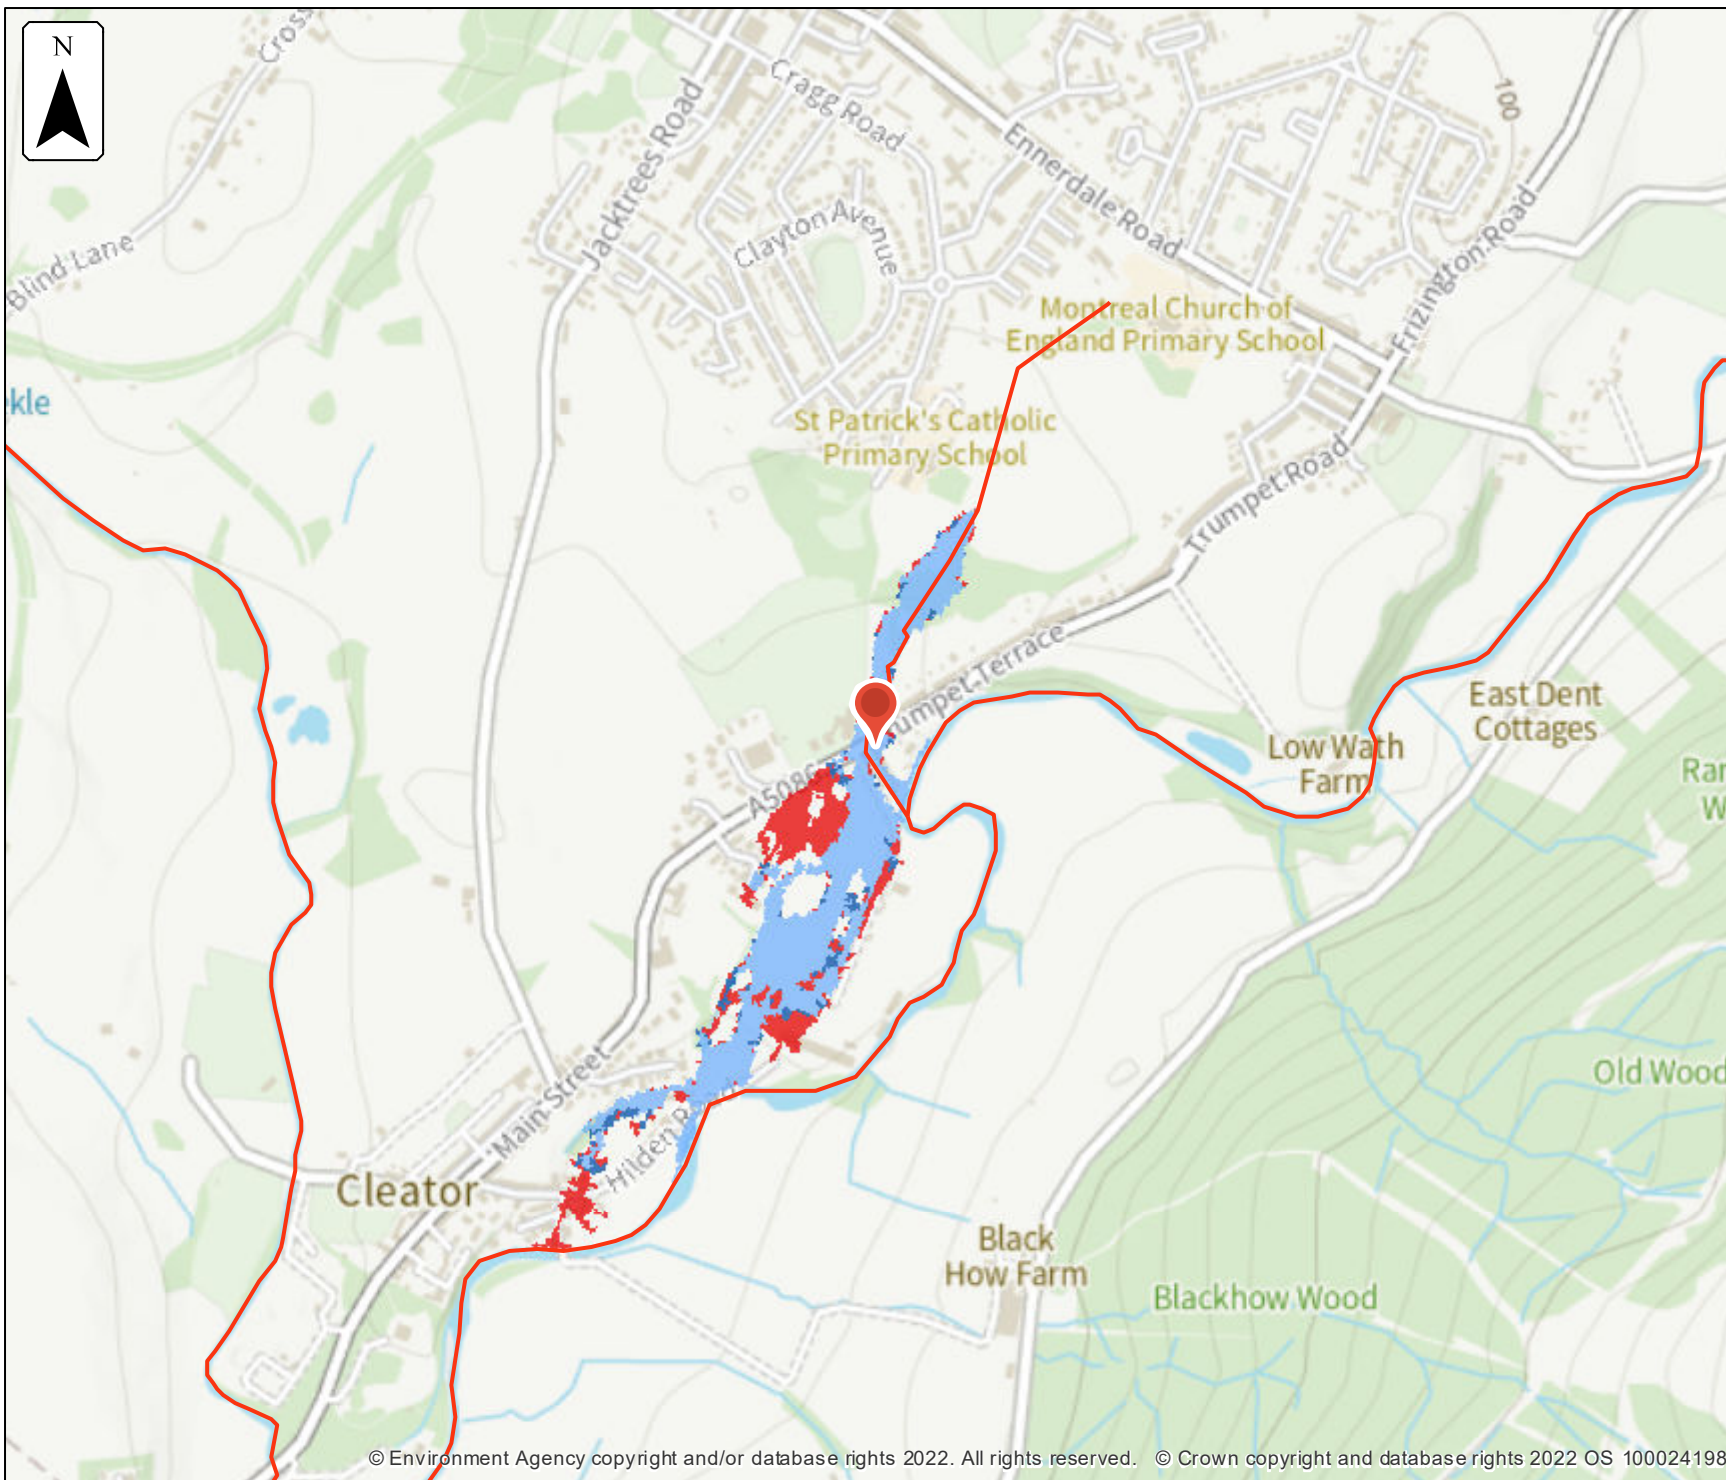 N
Cross
Cragg Road
100
Jacktrees Road
Ennerdale Road
Clayton Avenue
Blind Lane
Frizington Road
Montreal Church of
England Primary School
kle
St Patrick's Catholic
Primary School
Trumpet Road
Trumpet Terrace
East Dent
Cottages
Low Wath
Farm
Ran
W
A5086
Main Street
Old Wood
Hilden R
Cleator
Black
How Farm
Blackhow Wood
© Environment Agency copyright and/or database rights 2022. All rights reserved. © Crown copyright and database rights 2022 OS 100024198